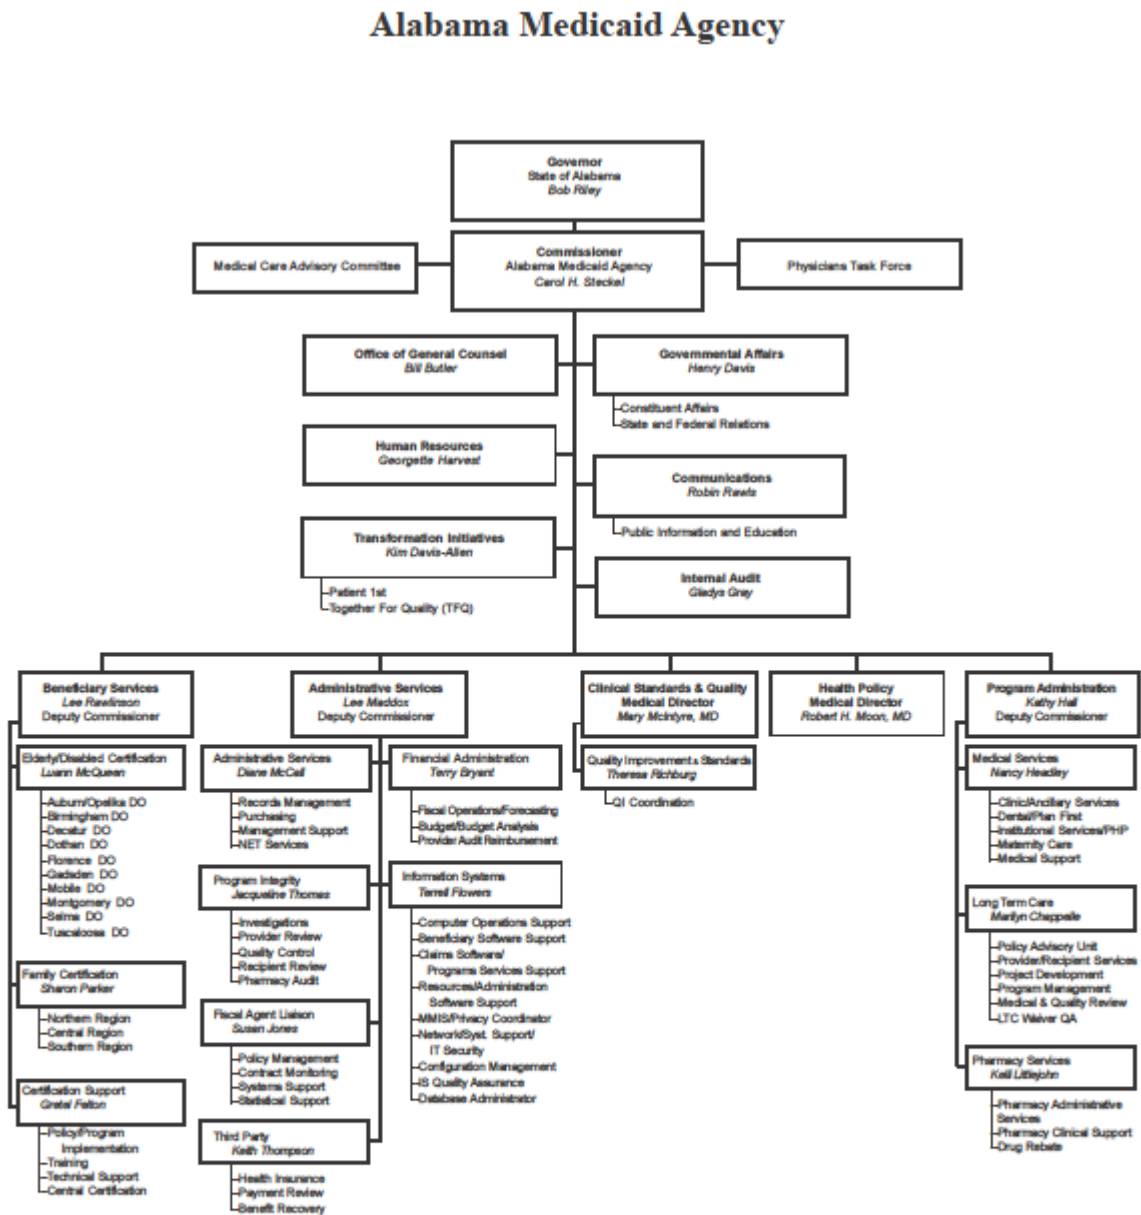 Alabama Medicaid Agency
Governor
State of Alabama
Bob Riley
Commissioner
Alabama Medicaid Agency
Carol H. Steckel
Medical Care Advisory Committee
Physicians Task Force
Office of General Counsel
Bill Butler
Governmental Affairs
Henry Davis
Constituent Affairs
State and Federal Relations
Human Resources
Georgette Harvest
Communications
Robin Rawls
Public Information and Education
Transformation Initiatives
Kim Davis-Allen
Patient 1st
Together For Quality (TFQ)
Internal Audit
Gladys Gray
Beneficiary Services
Lee Rawlinson
Deputy Commissioner
Elderly/Disabled Certification
Luann McQueen
Auburn/Opelika DO
Birmingham DO
Decatur DO
Dothan DO
Florence DO
Gadsden DO
Mobile DO
Montgomery DO
Selma DO
Tuscaloosa DO
Family Certification
Sharon Parker
Northern Region
Central Region
Southern Region
Certification Support
Gretel Felton
Policy/Program
Implementation
Training
Technical Support
Central Certification
Administrative Services
Lee Maddox
Deputy Commissioner
Administrative Services
Diane McCall
Records Management
Purchasing
Management Support
NET Services
Program Integrity
Jacqueline Thomas
Investigations
Provider Review
Quality Control
Recipient Review
Pharmacy Audit
Fiscal Agent Liaison
Susan Jones
Policy Management
Contract Monitoring
Systems Support
Statistical Support
Third Party
Keith Thompson
Health Insurance
Payment Review
Benefit Recovery
Financial Administration
Terry Bryant
Fiscal Operations/Forecasting
Budget/Budget Analysis
Provider Audit Reimbursement
Information Systems
Terrell Flowers
Computer Operations Support
Beneficiary Software Support
Claims Software/
Programs Services Support
Resources/Administration
Software Support
MMIS/Privacy Coordinator
Network/Syst. Support/
IT Security
Configuration Management
IS Quality Assurance
Database Administrator
Clinical Standards & Quality
Medical Director
Mary McIntyre, MD
Quality Improvement & Standards
Theresa Richburg
QI Coordination
Health Policy
Medical Director
Robert H. Moon, MD
Program Administration
Kathy Hall
Deputy Commissioner
Medical Services
Nancy Headley
Clinic/Ancillary Services
Dental/Plan First
Institutional Services/PHP
Maternity Care
Medical Support
Long Term Care
Marilyn Chappelle
Policy Advisory Unit
Provider/Recipient Services
Project Development
Program Management
Medical & Quality Review
LTC Waiver QA
Pharmacy Services
Kelli Littlejohn
Pharmacy Administrative
Services
Pharmacy Clinical Support
Drug Rebate